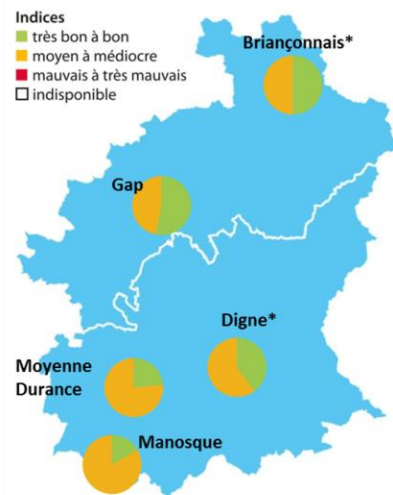 Indices
très bon à bon
moyen à médiocre
mauvais à très mauvais
indisponible
Briançonnais*
Gap
Digne*
Moyenne
Durance
Manosque